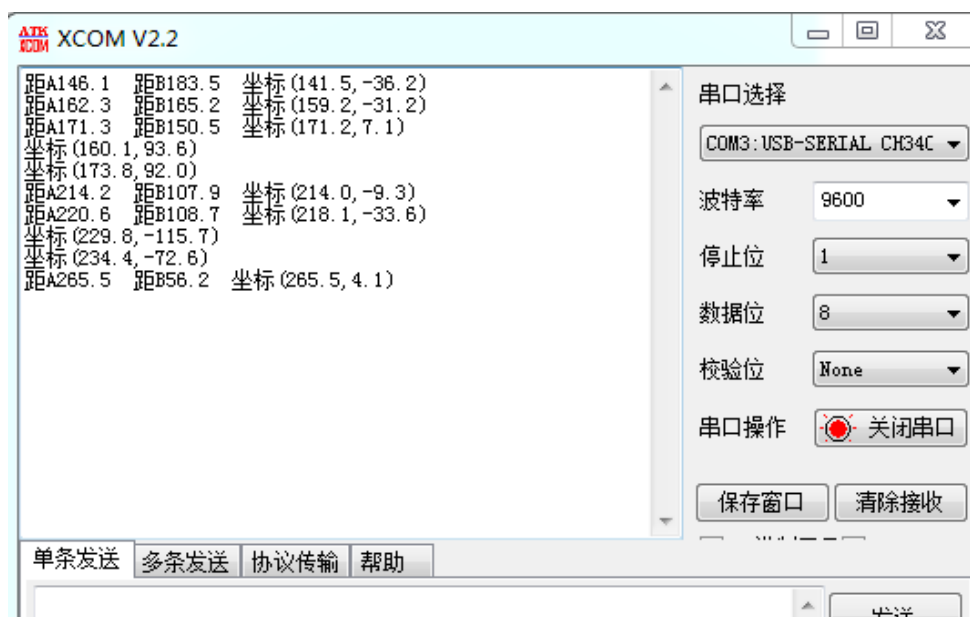 ATK XCOM XCOM V2.2
距A146.1 距B183.5 坐标(141.5,-36.2)
距A162.3 距B165.2 坐标(159.2,-31.2)
距A171.3 距B150.5 坐标(171.2,7.1)
坐标(160.1,93.6)
坐标(173.8,92.0)
距A214.2 距B107.9 坐标(214.0,-9.3)
距A220.6 距B108.7 坐标(218.1,-33.6)
坐标(229.8,-115.7)
坐标(234.4,-72.6)
距A265.5 距B56.2 坐标(265.5,4.1)
串口选择
COM3:USB-SERIAL CH34
波特率 9600
停止位 1
数据位 8
校验位 None
串口操作 关闭串口
保存窗口 清除接收
单条发送 多条发送 协议传输 帮助
发送